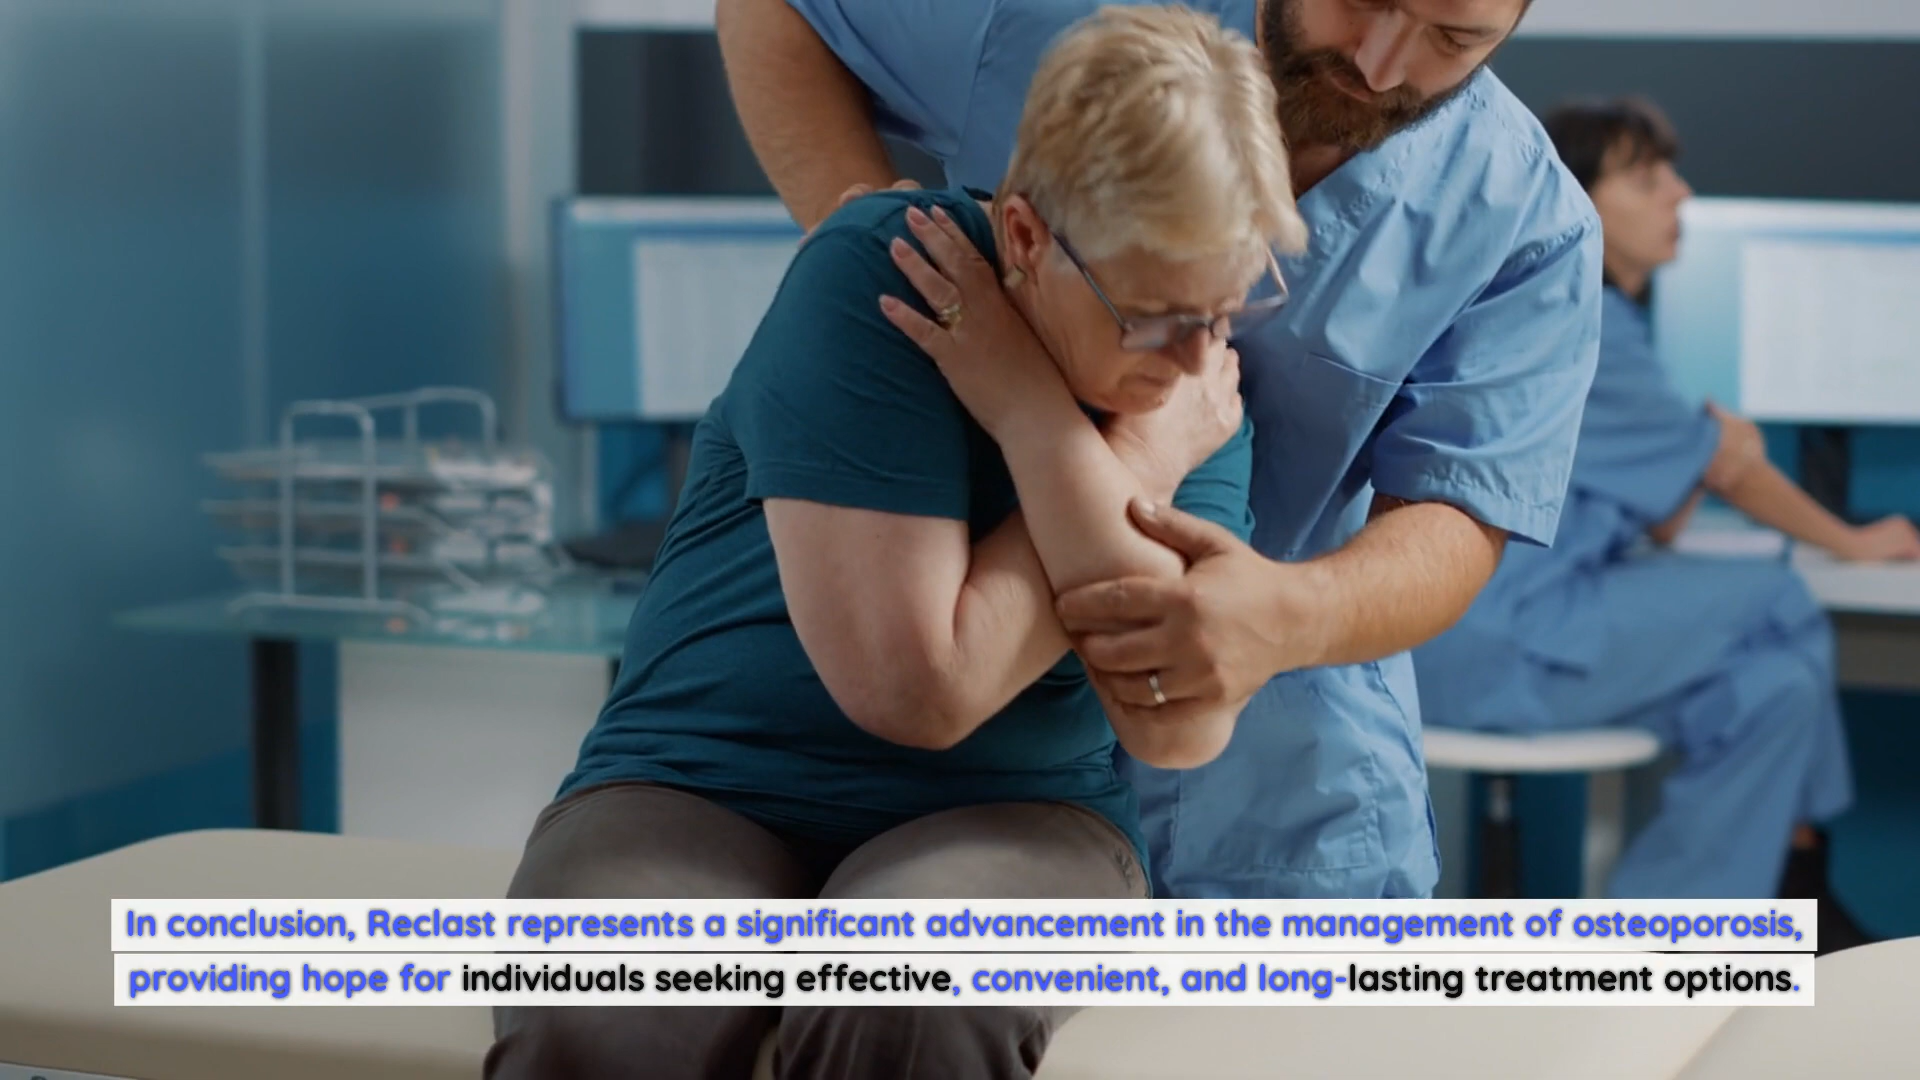 In conclusion, Reclast represents a significant advancement in the management of osteoporosis,
providing hope for individuals seeking effective, convenient, and long-lasting treatment options.